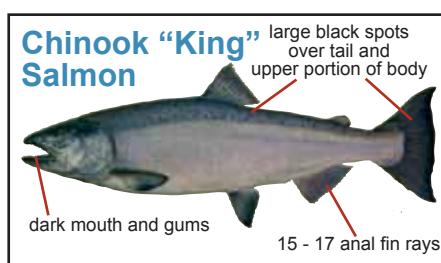 Chinook “King”
Salmon
large black spots
over tail and
upper portion of body
dark mouth and gums
15 - 17 anal fin rays